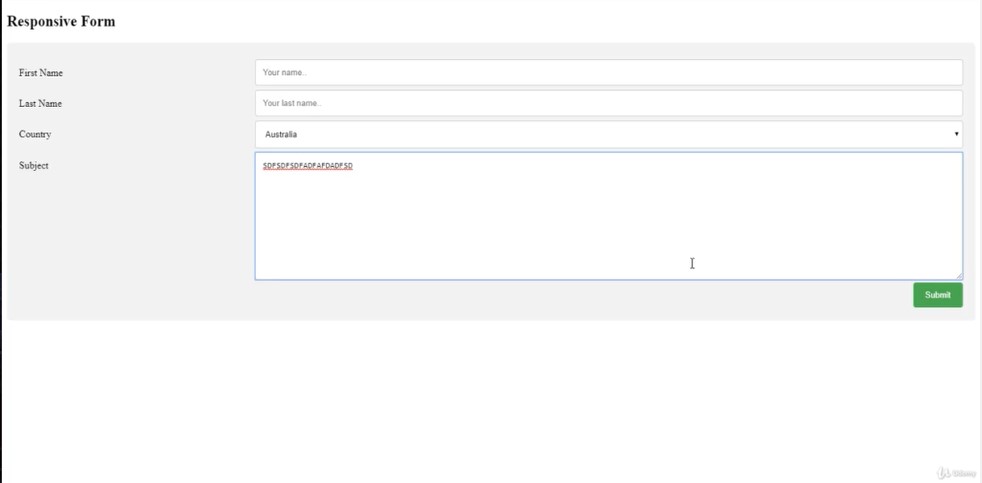 Responsive Form
First Name
Your name..
Last Name
Your last name..
Country
Australia
Subject
SDFSDFSDFADFAFDADFSD
Submit
Udemy